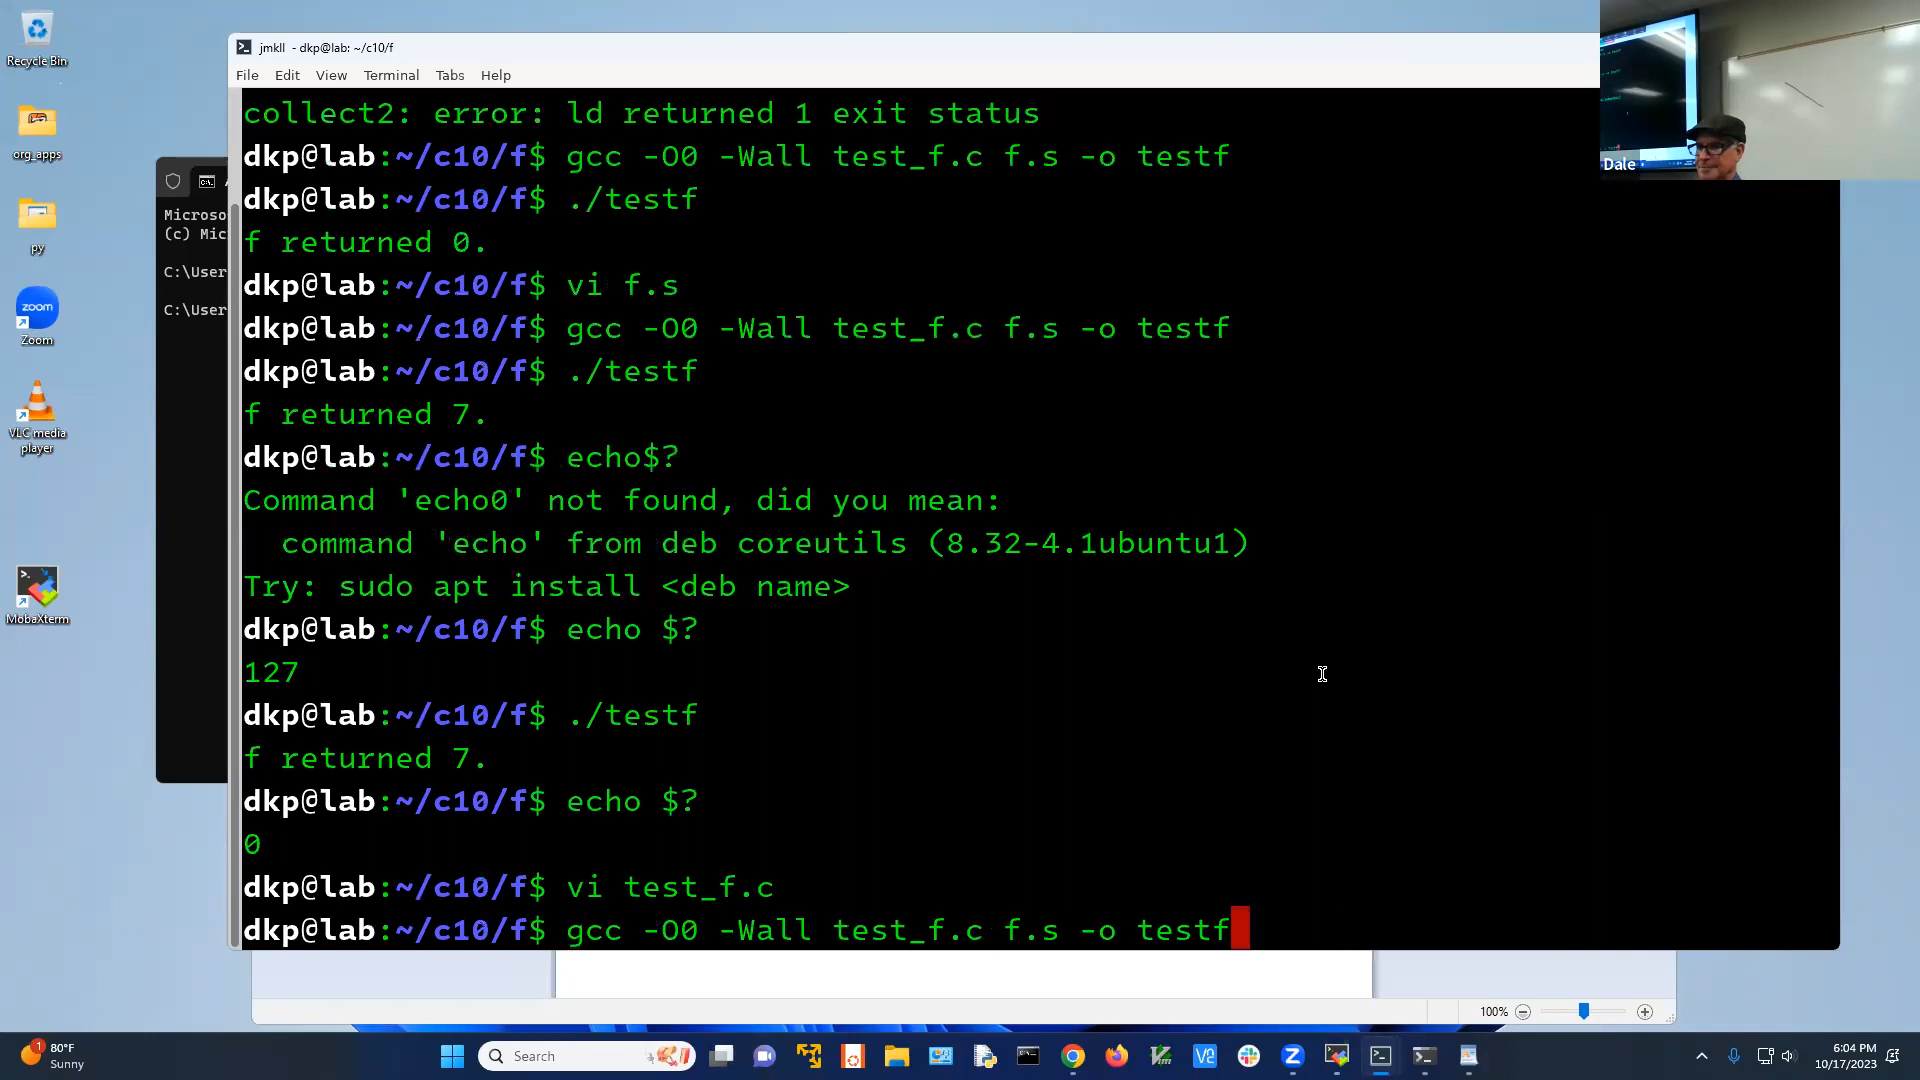 Recycle Bin
org_apps
py
zoom
Zoom
VLC media
player
MobaXterm
Microso
(c) Mic
C:\User
C:\User
jmkll - dkp@lab: ~/c10/f
File Edit View Terminal Tabs Help
collect2: error: ld returned 1 exit status
dkp@lab:~/c10/f$ gcc -O0 -Wall test_f.c f.s -o testf
dkp@lab:~/c10/f$ ./testf
f returned 0.
dkp@lab:~/c10/f$ vi f.s
dkp@lab:~/c10/f$ gcc -O0 -Wall test_f.c f.s -o testf
dkp@lab:~/c10/f$ ./testf
f returned 7.
dkp@lab:~/c10/f$ echo$?
Command 'echo0' not found, did you mean:
command 'echo' from deb coreutils (8.32-4.1ubuntu1)
Try: sudo apt install <deb name>
dkp@lab:~/c10/f$ echo $?
127
dkp@lab:~/c10/f$ ./testf
f returned 7.
dkp@lab:~/c10/f$ echo $?
0
dkp@lab:~/c10/f$ vi test_f.c
dkp@lab:~/c10/f$ gcc -O0 -Wall test_f.c f.s -o testf
Dale
100%
1
80°F
Sunny
Search
6:04 PM
10/17/2023